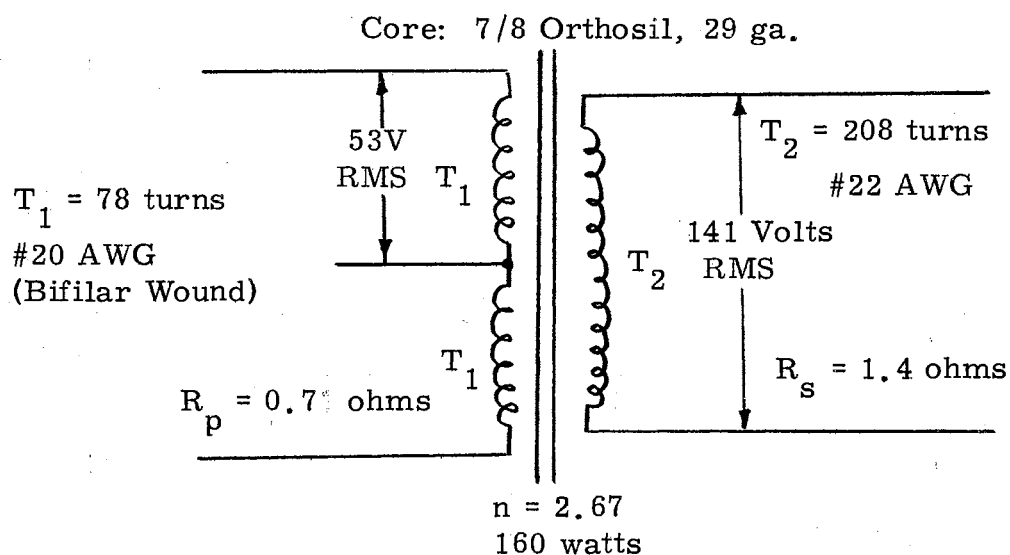 Core: 7/8 Orthosil, 29 ga.
53V
RMS
T1
T1 = 78 turns
#20 AWG
(Bifilar Wound)
T1
Rp = 0.7 ohms
T2 = 208 turns
#22 AWG
141 Volts
RMS
T2
Rs = 1.4 ohms
n = 2.67
160 watts